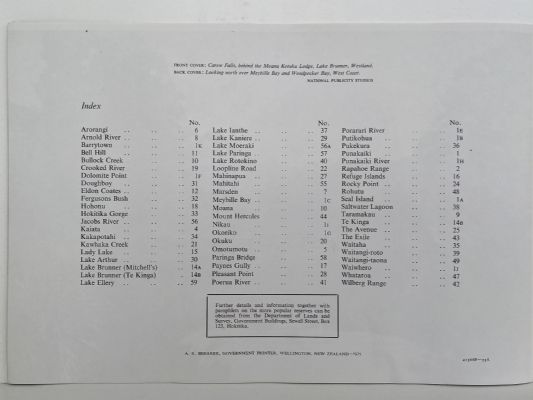 FRONT COVER: Carew Falls, behind the Moana Kotuku Lodge, Lake Brunner, Westland.
BACK COVER: Looking north over Meybille Bay and Woodpecker Bay, West Coast.
NATIONAL PUBLICITY STUDIOS
Index
No.
Arorangi .. .. .. 6
Arnold River .. .. .. 8
Barrytown .. .. .. 1K
Bell Hill .. .. .. 11
Bullock Creek .. .. .. 10
Crooked River .. .. .. 19
Dolomite Point .. .. .. 1F
Doughboy .. .. .. 31
Eldon Coates .. .. .. 12
Fergusons Bush .. .. .. 32
Hohonu .. .. .. 18
Hokitika Gorge .. .. .. 33
Jacobs River .. .. .. 56
Kaiata .. .. .. 4
Kakapotahi .. .. .. 34
Kawhaka Creek .. .. .. 21
Lady Lake .. .. .. 15
Lake Arthur .. .. .. 30
Lake Brunner (Mitchell's) .. 14A
Lake Brunner (Te Kinga) .. 14B
Lake Ellery .. .. .. 59
No.
Lake Ianthe .. .. .. 37
Lake Kaniere .. .. .. 29
Lake Moeraki .. .. .. 56A
Lake Paringa .. .. .. 57
Lake Rotokino .. .. .. 40
Loopline Road .. .. .. 22
Mahinapua .. .. .. 27
Mahitahi .. .. .. 55
Marsden .. .. .. 7
Meybille Bay .. .. .. 1C
Moana .. .. .. 10
Mount Hercules .. .. .. 44
Nikau .. .. .. 1I
Okoriko .. .. .. 1G
Okuku .. .. .. 20
Omotumotu .. .. .. 5
Paringa Bridge .. .. .. 58
Paynes Gully .. .. .. 17
Pleasant Point .. .. .. 28
Poerua River .. .. .. 41
No.
Porarari River .. .. 1E
Putikohua .. .. .. 1B
Pukekura .. .. .. 36
Punakaiki .. .. .. 1
Punakaiki River .. .. 1H
Rapahoe Range .. .. 2
Refuge Islands .. .. 16
Rocky Point .. .. .. 24
Rohutu .. .. .. 48
Seal Island .. .. .. 1A
Saltwater Lagoon .. .. 38
Taramakau .. .. .. 9
Te Kinga .. .. .. 14B
The Avenue .. .. .. 25
The Exile .. .. .. 43
Waitaha .. .. .. 35
Waitangi-roto .. .. 39
Waitangi-taona .. .. 49
Waiwhero .. .. .. 1J
Whataroa .. .. .. 47
Wilberg Range .. .. 42
Further details and information together with
pamphlets on the more popular reserves can be
obtained from the Department of Lands and
Survey, Government Buildings, Sewell Street, Box
123, Hokitika.
GOVERNMENT PRINTER, WELLINGTON, NEW ZEALAND